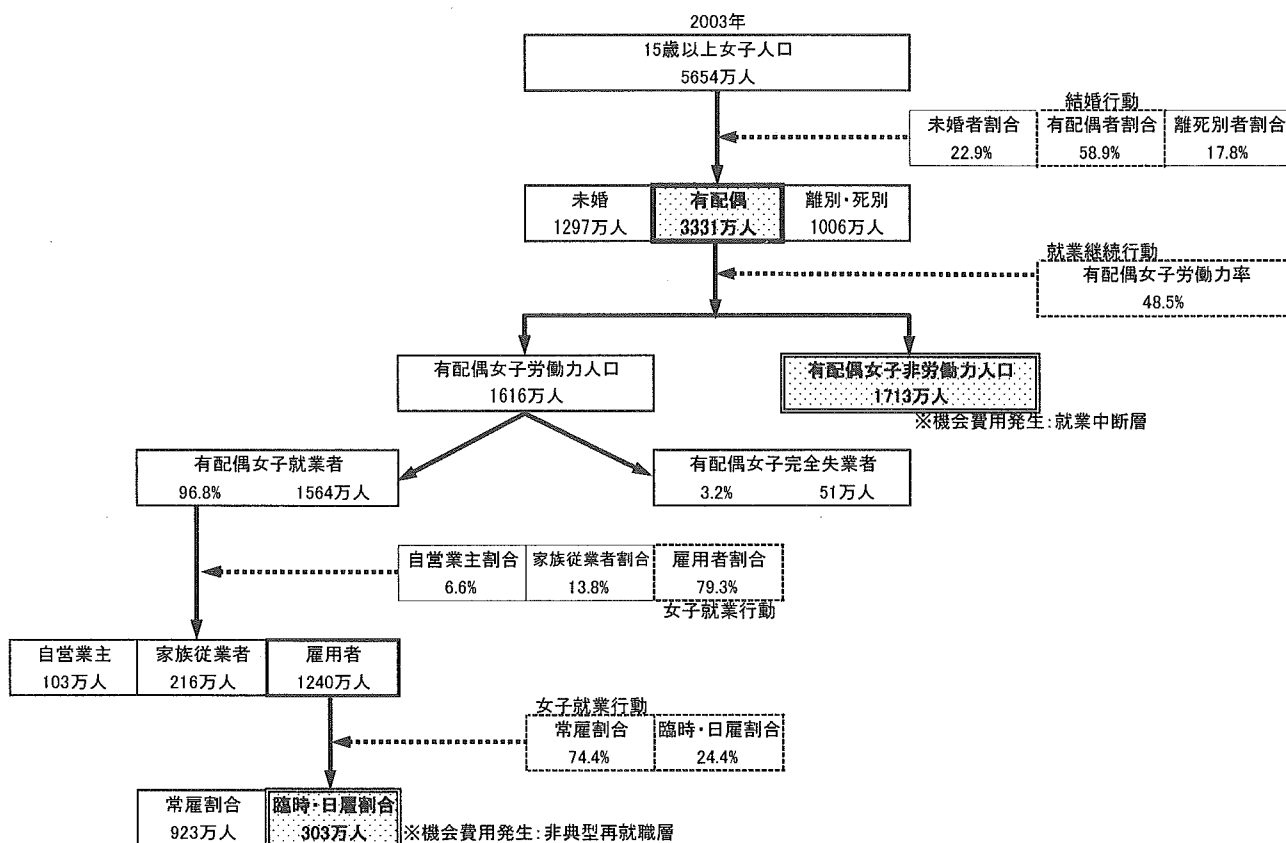 2003年
15歳以上女子人口
5654万人
結婚行動
未婚者割合 有配偶者割合 離死別者割合
22.9% 58.9% 17.8%
未婚 有配偶 離別・死別
1297万人 3331万人 1006万人
就業継続行動
有配偶女子労働力率
48.5%
有配偶女子労働力人口
1616万人
有配偶女子非労働力人口
1713万人
※機会費用発生:就業中断層
有配偶女子就業者
96.8% 1564万人
有配偶女子完全失業者
3.2% 51万人
自営業主割合 家族従業者割合 雇用者割合
6.6% 13.8% 79.3%
女子就業行動
自営業主 家族従業者 雇用者
103万人 216万人 1240万人
女子就業行動
常雇割合 臨時・日雇割合
74.4% 24.4%
常雇割合 臨時・日雇割合
923万人 303万人
※機会費用発生:非典型再就職層